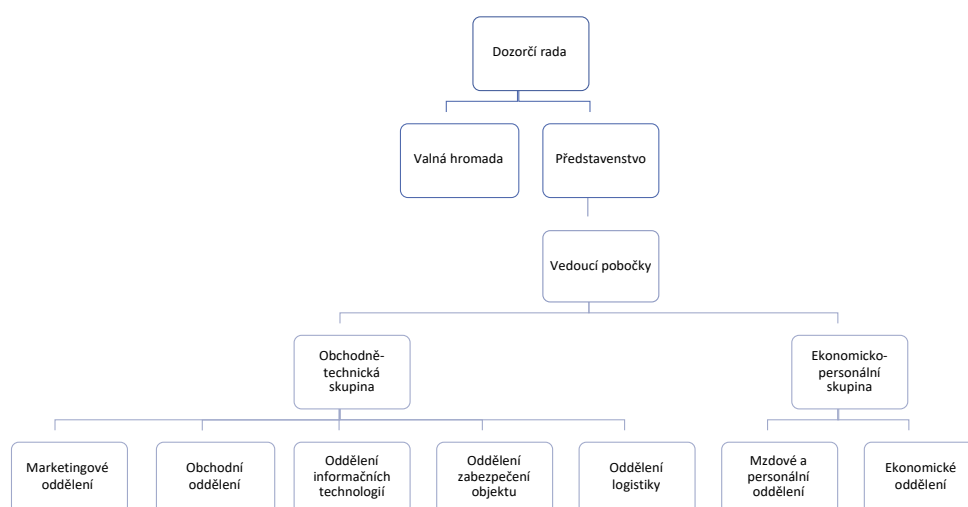 Dozorčí rada
Valná hromada
Představenstvo
Vedoucí pobočky
Obchodně-
technická
skupina
Ekonomicko-
personální
skupina
Marketingové
oddělení
Obchodní
oddělení
Oddělení
informačních
technologií
Oddělení
zabezpečení
objektu
Oddělení
logistiky
Mzdové a
personální
oddělení
Ekonomické
oddělení